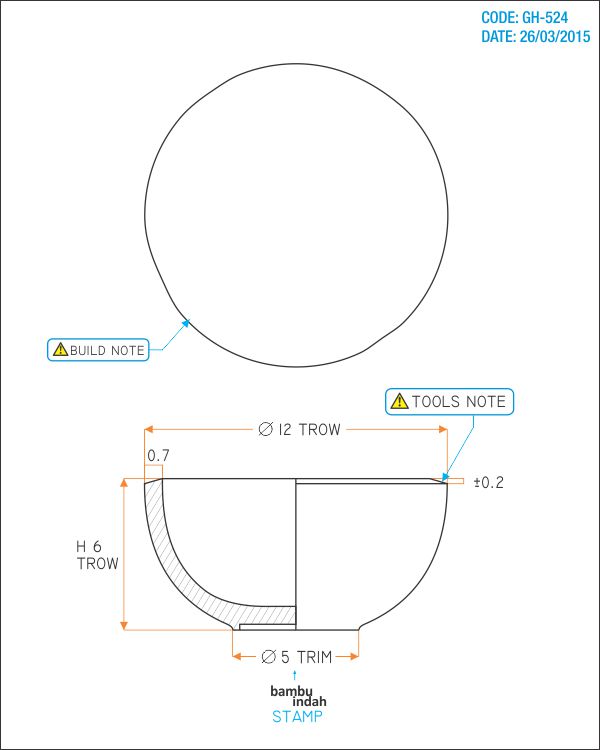 CODE: GH-524
DATE: 26/03/2015
BUILD NOTE
TOOLS NOTE
Ø 12 TROW
0.7
±0.2
H 6
TROW
Ø 5 TRIM
bambu
indah
STAMP